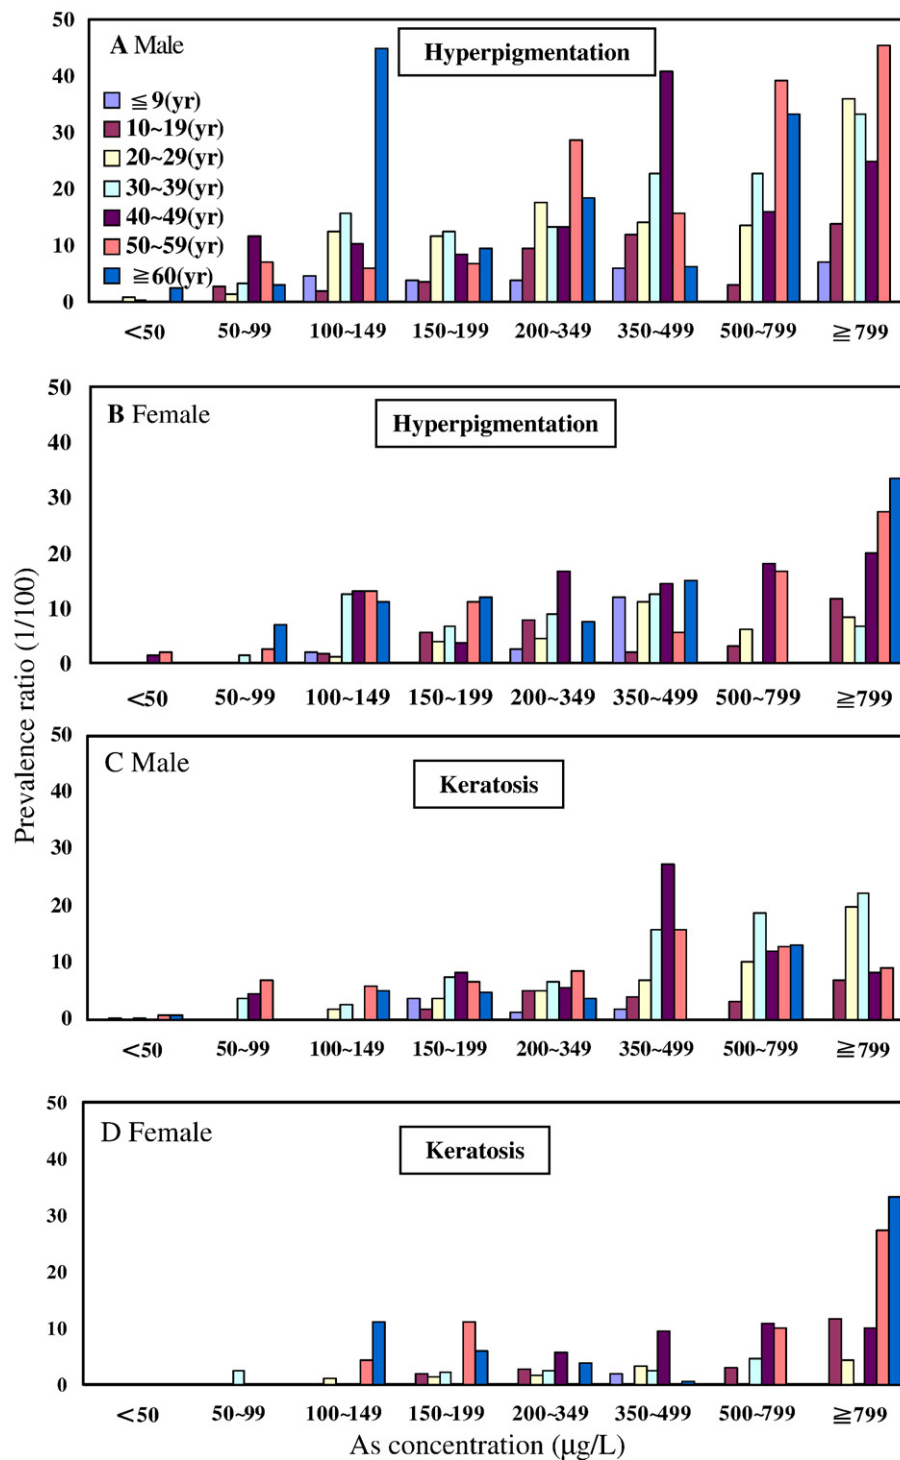 50
A Male
Hyperpigmentation
40
≦ 9(yr)
10~19(yr)
30
20~29(yr)
30~39(yr)
20
40~49(yr)
50~59(yr)
10
≧60(yr)
0
<50 50~99 100~149 150~199 200~349 350~499 500~799 ≧799
50
B Female
Hyperpigmentation
40
30
20
10
0
<50 50~99 100~149 150~199 200~349 350~499 500~799 ≧799
Prevalence ratio (1/100)
50
C Male
Keratosis
40
30
20
10
0
<50 50~99 100~149 150~199 200~349 350~499 500~799 ≧799
50
D Female
Keratosis
40
30
20
10
0
<50 50~99 100~149 150~199 200~349 350~499 500~799 ≧799
As concentration (μg/L)